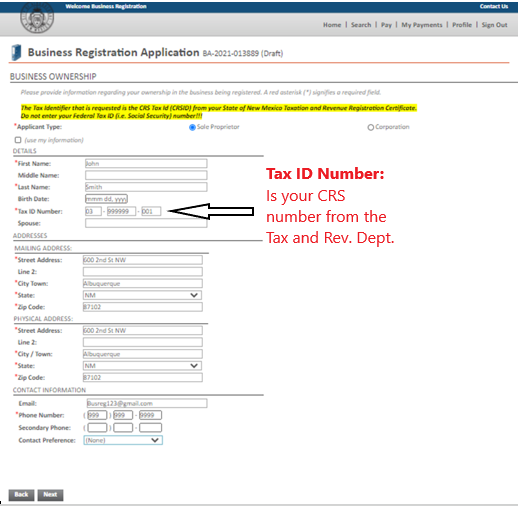 Welcome Business Registration
Contact Us
Home | Search | Pay | My Payments | Profile | Sign Out
Business Registration Application BA-2021-013889 (Draft)
BUSINESS OWNERSHIP
Please provide information regarding your ownership in the business being registered. A red asterisk (*) signifies a required field.
The Tax Identifier that is requested is the CRS Tax Id (CRSID) from your State of New Mexico Taxation and Revenue Registration Certificate.
Do not enter your Federal Tax ID (i.e. Social Security) number!!!
*Applicant Type: Sole Proprietor Corporation
(use my information)
DETAILS
*First Name: John
Middle Name:
*Last Name: Smith
Birth Date: mmm dd, yyyy
*Tax ID Number: 03 - 999999 - 001
Spouse:
Tax ID Number:
Is your CRS
number from the
Tax and Rev. Dept.
ADDRESSES
MAILING ADDRESS:
*Street Address: 600 2nd St NW
Line 2:
*City Town: Albuquerque
*State: NM
*Zip Code: 87102
PHYSICAL ADDRESS:
*Street Address: 600 2nd St NW
Line 2:
*City / Town: Albuquerque
*State: NM
*Zip Code: 87102
CONTACT INFORMATION
Email: Busreg123@gmail.com
*Phone Number: (999) 999 - 9999
Secondary Phone: ( ) -
Contact Preference: (None)
Back Next